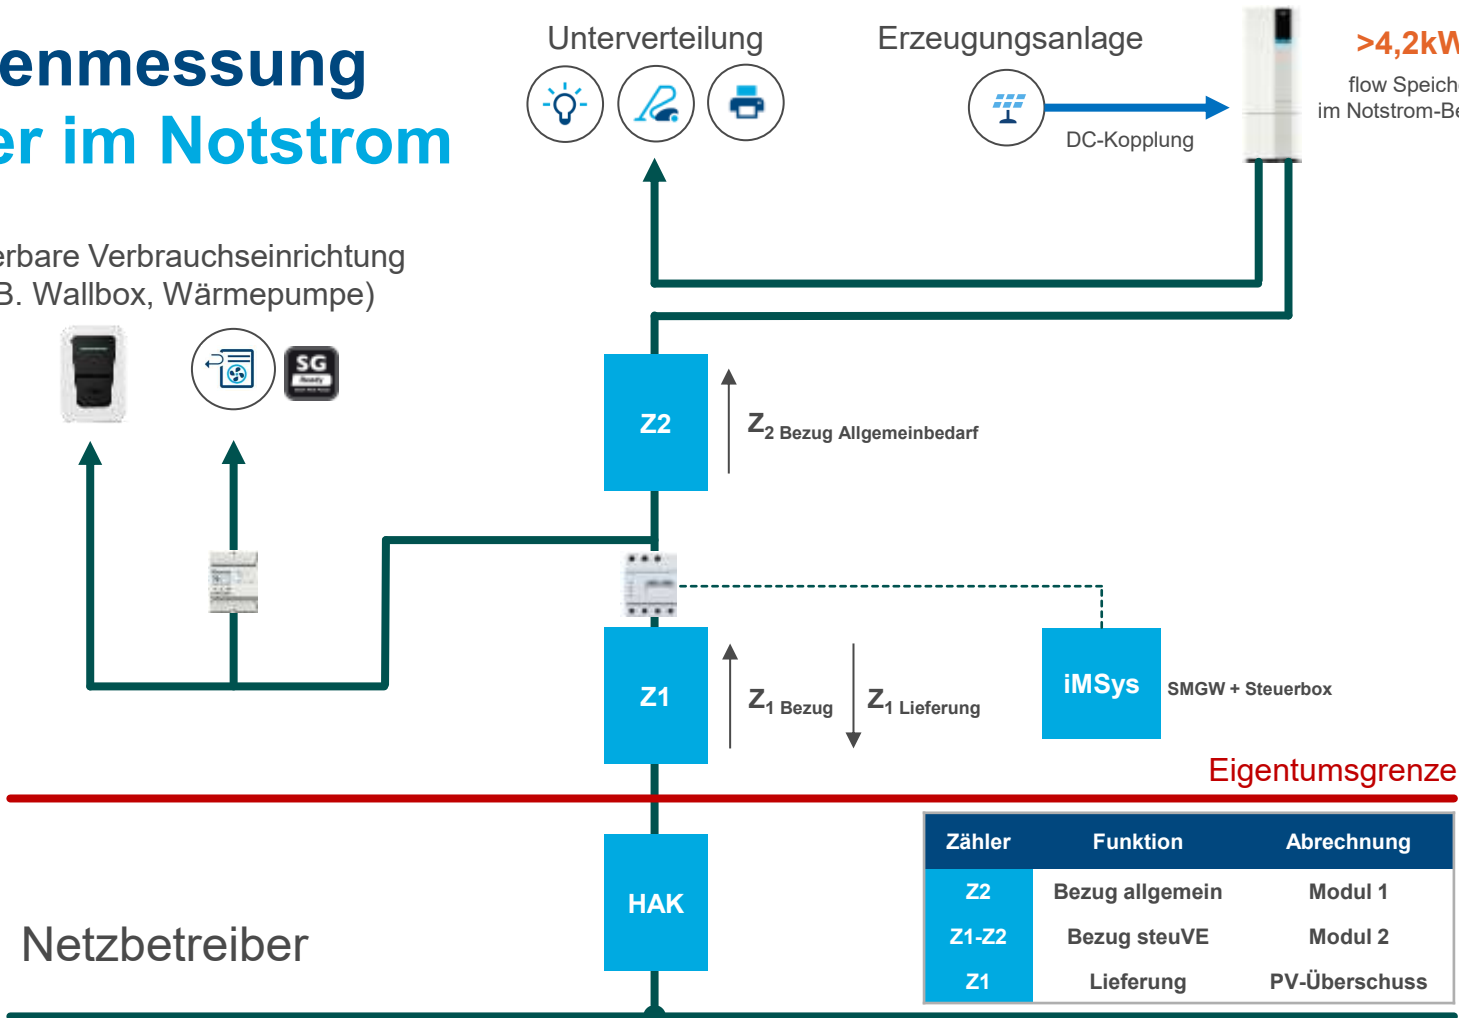 enmessung
er im Notstrom
Unterverteilung
Erzeugungsanlage
>4,2kW
flow Speiche
im Notstrom-Be
DC-Kopplung
erbare Verbrauchseinrichtung
B. Wallbox, Wärmepumpe)
SG
Ready
Z2
Z2 Bezug Allgemeinbedarf
Z1
Z1 Bezug
Z1 Lieferung
iMSys
SMGW + Steuerbox
Eigentumsgrenze
HAK
Netzbetreiber
Zähler Funktion Abrechnung
Z2 Bezug allgemein Modul 1
Z1-Z2 Bezug steuVE Modul 2
Z1 Lieferung PV-Überschuss